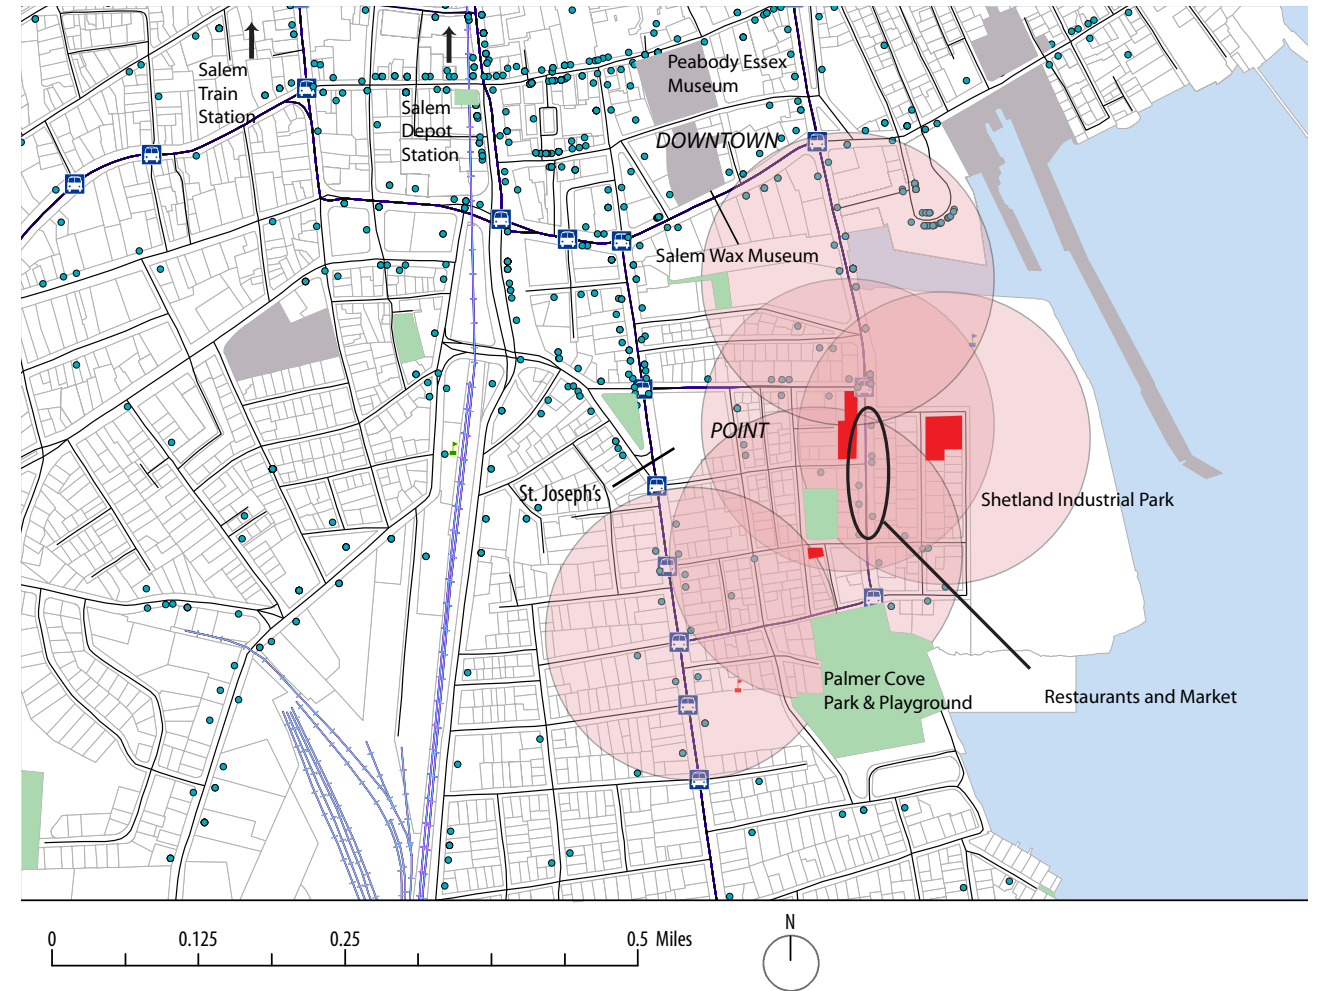 Salem
Train
Station
Salem
Depot
Station
Peabody Essex
Museum
DOWNTOWN
Salem Wax Museum
POINT
St. Joseph's
Shetland Industrial Park
Palmer Cove
Park & Playground
Restaurants and Market
N
0 0.125 0.25 0.5 Miles